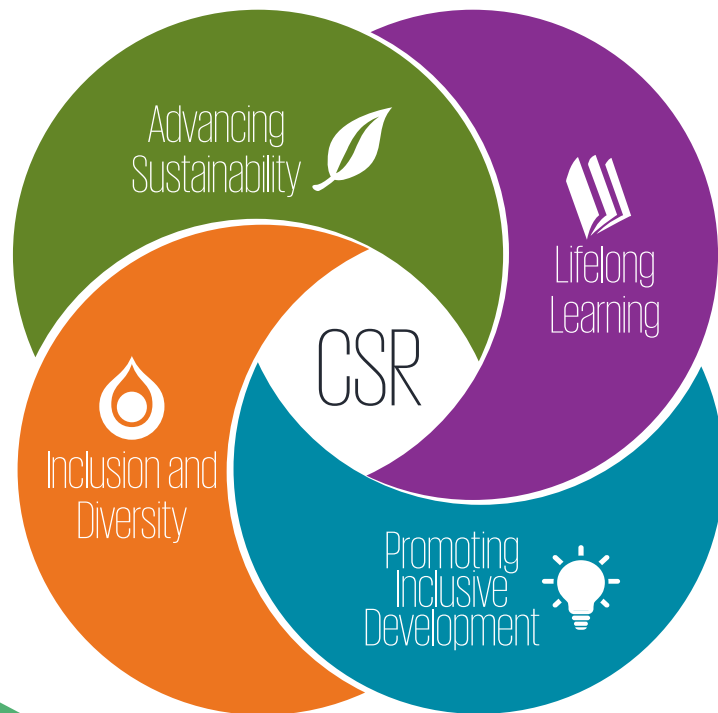 Advancing
Sustainability
Lifelong
Learning
CSR
Inclusion and
Diversity
Promoting
Inclusive
Development